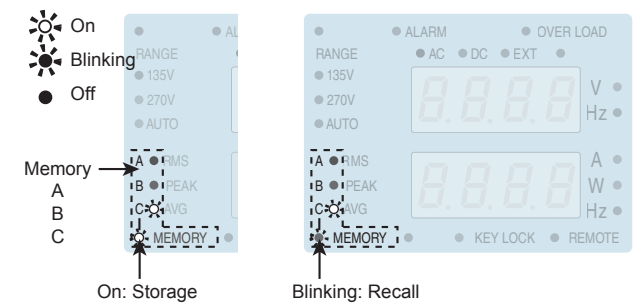 On
Blinking
Off
AL
RANGE
135V
270V
AUTO
Memory
A
B
C
A RMS
B PEAK
C AVG
MEMORY
On: Storage
ALARM OVER LOAD
RANGE AC DC EXT
135V
270V
AUTO
V
Hz
A RMS
B PEAK
C AVG
A
W
Hz
MEMORY KEY LOCK REMOTE
Blinking: Recall